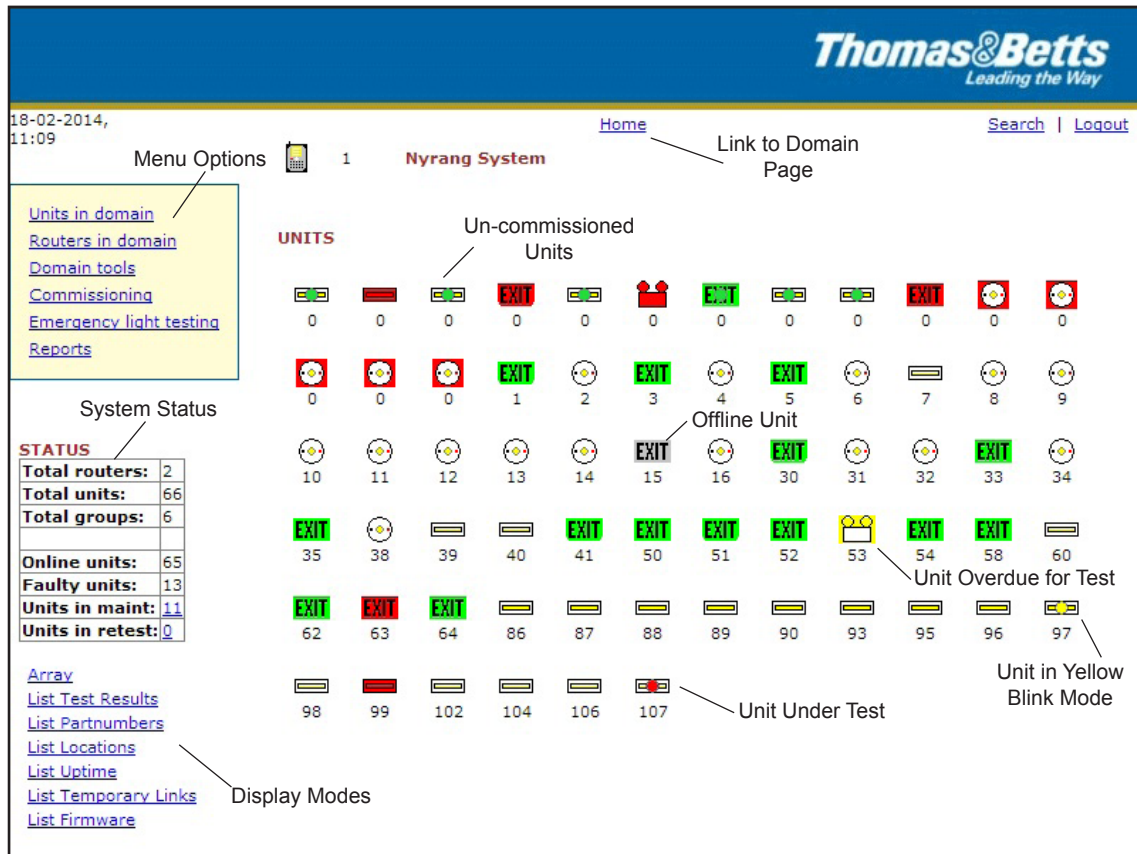 Thomas&Betts
Leading the Way
18-02-2014,
11:09
Home
Search | Logout
Menu Options
1 Nyrang System
Link to Domain
Page
Units in domain
Routers in domain
Domain tools
Commissioning
Emergency light testing
Reports
UNITS
Un-commissioned
Units
EXIT EXIT EXIT
0 0 0 0 0 0 0 0 0 0 0 0
EXIT EXIT EXIT
0 0 0 1 2 3 4 5 6 7 8 9
System Status
Offline Unit
EXIT EXIT EXIT
10 11 12 13 14 15 16 30 31 32 33 34
STATUS
Total routers: 2
Total units: 66
Total groups: 6
Online units: 65
Faulty units: 13
Units in maint: 11
Units in retest: 0
EXIT EXIT EXIT EXIT EXIT EXIT EXIT
35 38 39 40 41 50 51 52 53 54 58 60
Unit Overdue for Test
EXIT EXIT EXIT
62 63 64 86 87 88 89 90 93 95 96 97
Unit in Yellow
Blink Mode
98 99 102 104 106 107
Unit Under Test
Array
List Test Results
List Partnumbers
List Locations
List Uptime
List Temporary Links
List Firmware
Display Modes